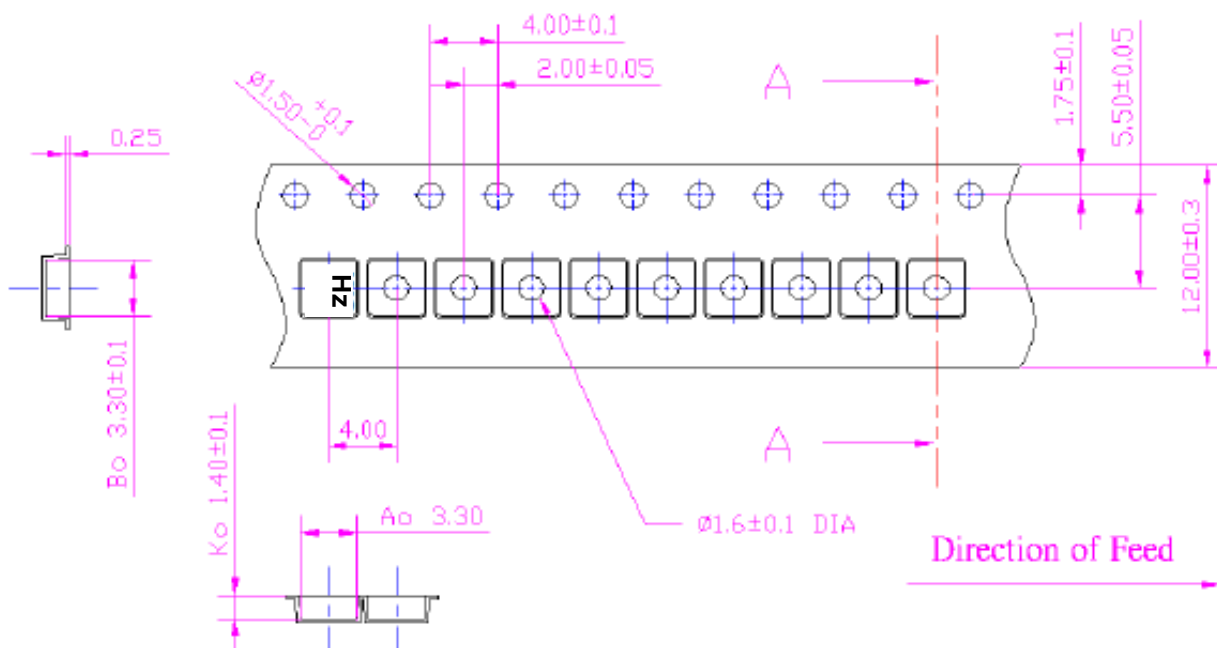 4.00±0.1
2.00±0.05
Ø1.50 +0.1
-0
A
1.75±0.1
5.50±0.05
0.25
12.00±0.3
Hz
Bo 3.30±0.1
4.00
A
Ko 1.40±0.1
Ao 3.30
Ø1.6±0.1 DIA
Direction of Feed